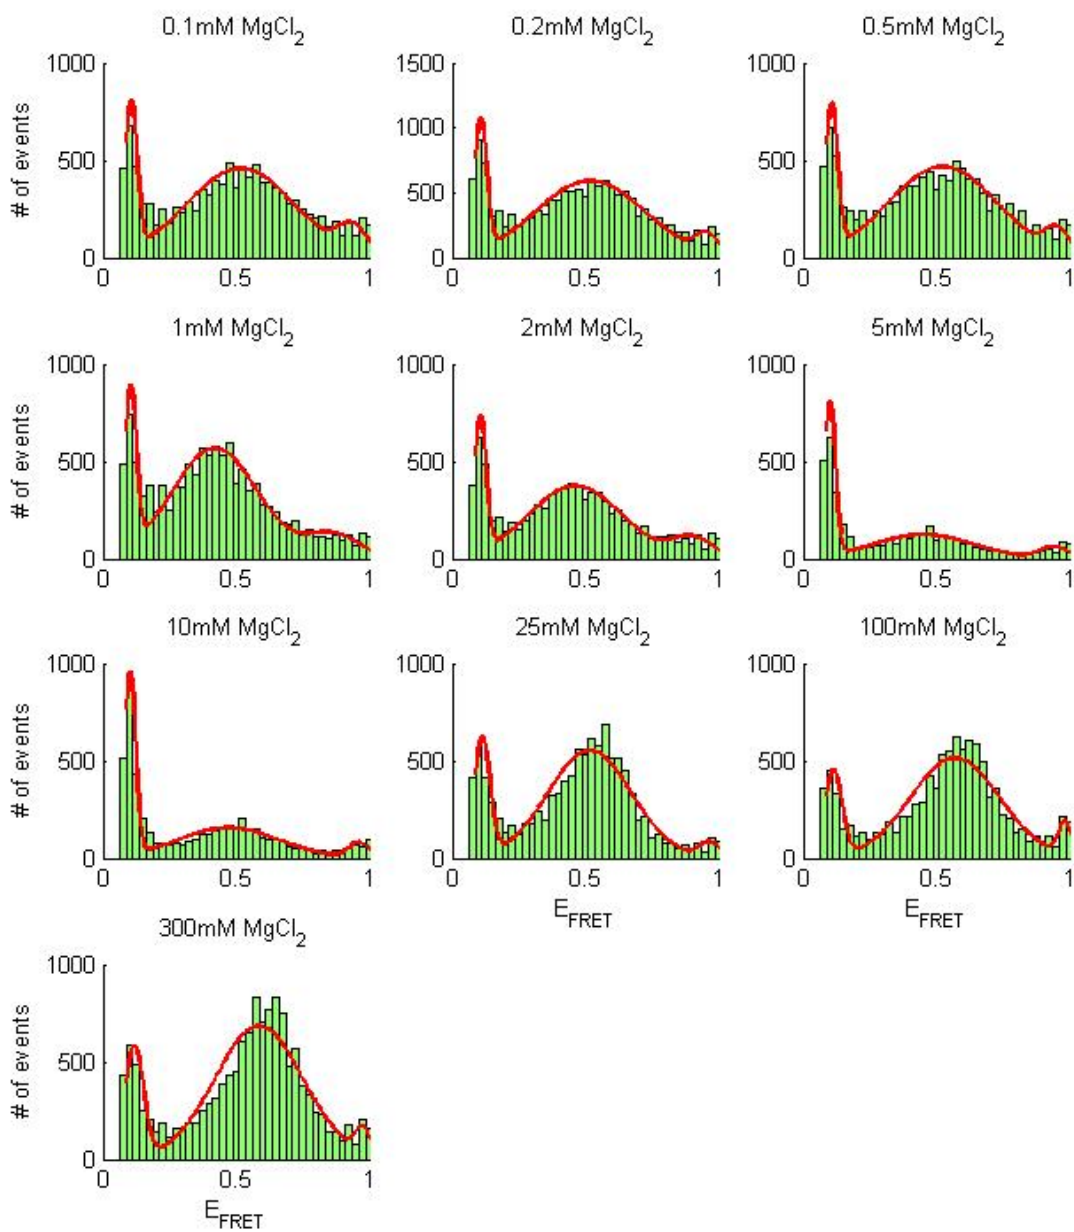 0.1mM MgCl2 0.2mM MgCl2 0.5mM MgCl2
1000 1500 1000
1000
# of events 500 500 500
0 0 0
0 0.5 1 0 0.5 1 0 0.5 1
1mM MgCl2 2mM MgCl2 5mM MgCl2
1000 1000 1000
# of events 500 500 500
0 0 0
0 0.5 1 0 0.5 1 0 0.5 1
10mM MgCl2 25mM MgCl2 100mM MgCl2
1000 1000 1000
# of events 500 500 500
0 0 0
0 0.5 1 0 0.5 1 0 0.5 1
EFRET EFRET
300mM MgCl2
1000
# of events 500
0
0 0.5 1
EFRET